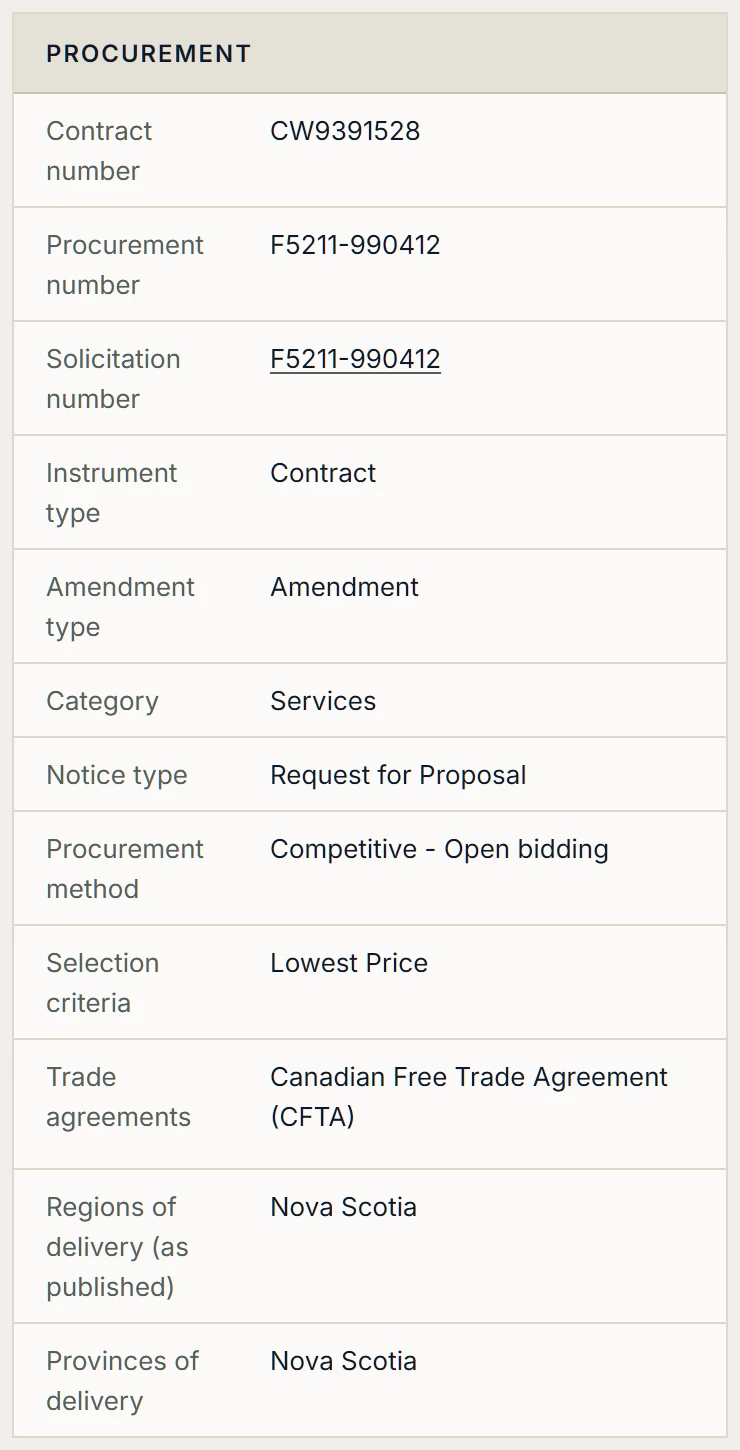 PROCUREMENT
Contract number CW9391528
Procurement number F5211-990412
Solicitation number F5211-990412
Instrument type Contract
Amendment type Amendment
Category Services
Notice type Request for Proposal
Procurement method Competitive - Open bidding
Selection criteria Lowest Price
Trade agreements Canadian Free Trade Agreement (CFTA)
Regions of delivery (as published) Nova Scotia
Provinces of delivery Nova Scotia